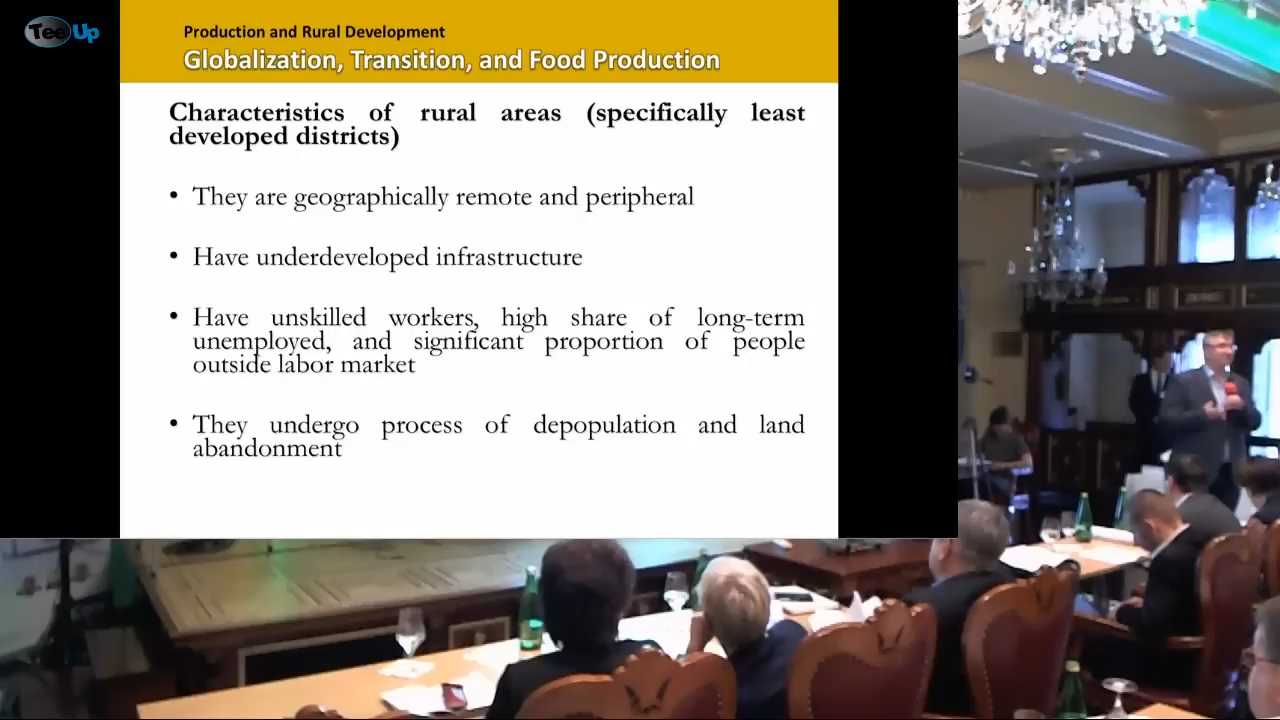 TeeUp
Production and Rural Development
Globalization, Transition, and Food Production
Characteristics of rural areas (specifically least
developed districts)
• They are geographically remote and peripheral
• Have underdeveloped infrastructure
• Have unskilled workers, high share of long-term
unemployed, and significant proportion of people
outside labor market
• They undergo process of depopulation and land
abandonment